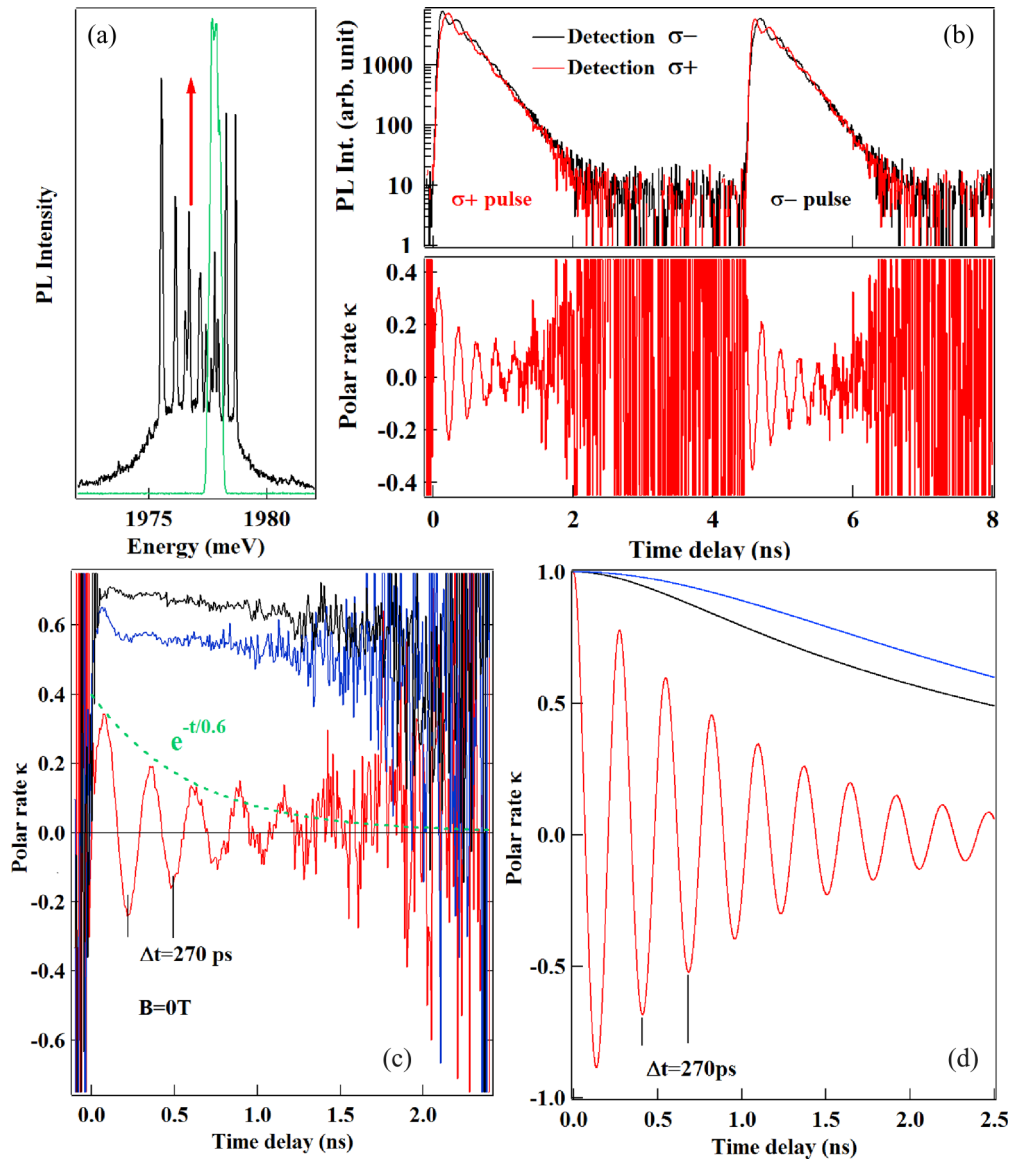 (a)
PL Intensity
1975
1980
Energy (meV)
(b)
Detection σ−
Detection σ+
PL Int. (arb. unit)
1000
100
10
1
σ+ pulse
σ− pulse
Polar rate κ
0.4
0.2
0.0
-0.2
-0.4
0
2
4
6
8
Time delay (ns)
(c)
Polar rate κ
0.6
0.4
0.2
0.0
-0.2
-0.4
-0.6
e-t/0.6
Δt=270 ps
B=0T
0.0
0.5
1.0
1.5
2.0
Time delay (ns)
(d)
Polar rate κ
1.0
0.5
0.0
-0.5
-1.0
Δt=270ps
0.0
0.5
1.0
1.5
2.0
2.5
Time delay (ns)